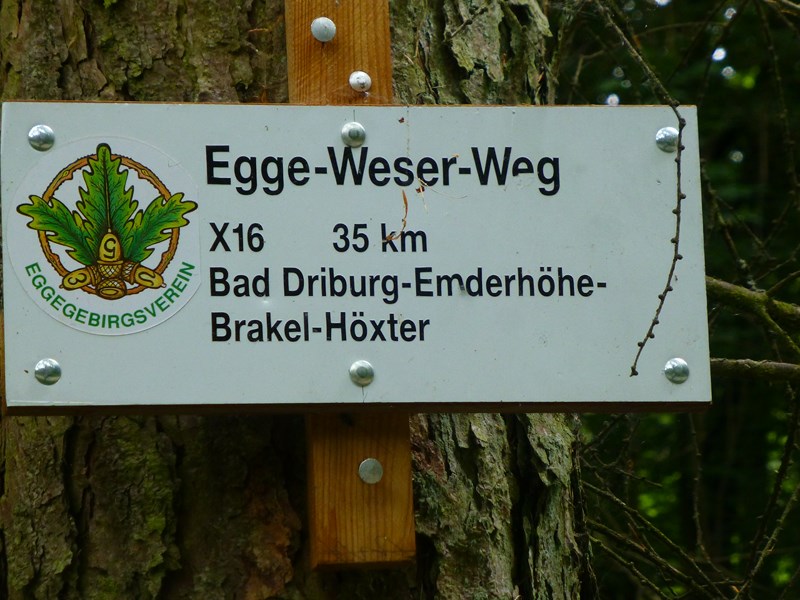 Egge-Weser-Weg
X16 35 km
Bad Driburg-Emderhöhe-
Brakel-Höxter
EGGEGEBIRGSVEREIN